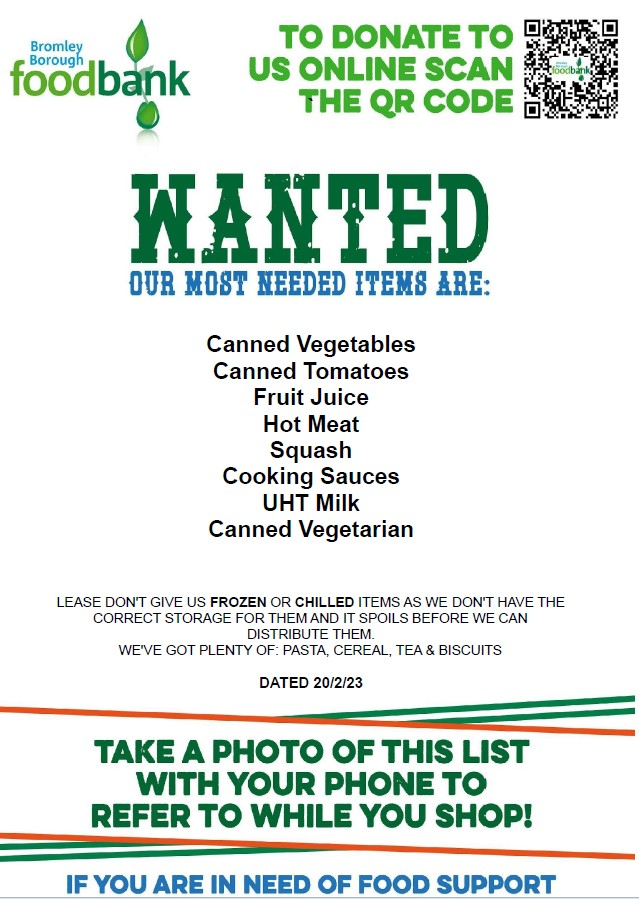 Bromley
Borough
foodbank
TO DONATE TO
US ONLINE SCAN
THE QR CODE
Bromley
Borough
foodbank
WANTED
OUR MOST NEEDED ITEMS ARE:
Canned Vegetables
Canned Tomatoes
Fruit Juice
Hot Meat
Squash
Cooking Sauces
UHT Milk
Canned Vegetarian
LEASE DON'T GIVE US FROZEN OR CHILLED ITEMS AS WE DON'T HAVE THE
CORRECT STORAGE FOR THEM AND IT SPOILS BEFORE WE CAN
DISTRIBUTE THEM.
WE'VE GOT PLENTY OF: PASTA, CEREAL, TEA & BISCUITS
DATED 20/2/23
TAKE A PHOTO OF THIS LIST
WITH YOUR PHONE TO
REFER TO WHILE YOU SHOP!
IF YOU ARE IN NEED OF FOOD SUPPORT